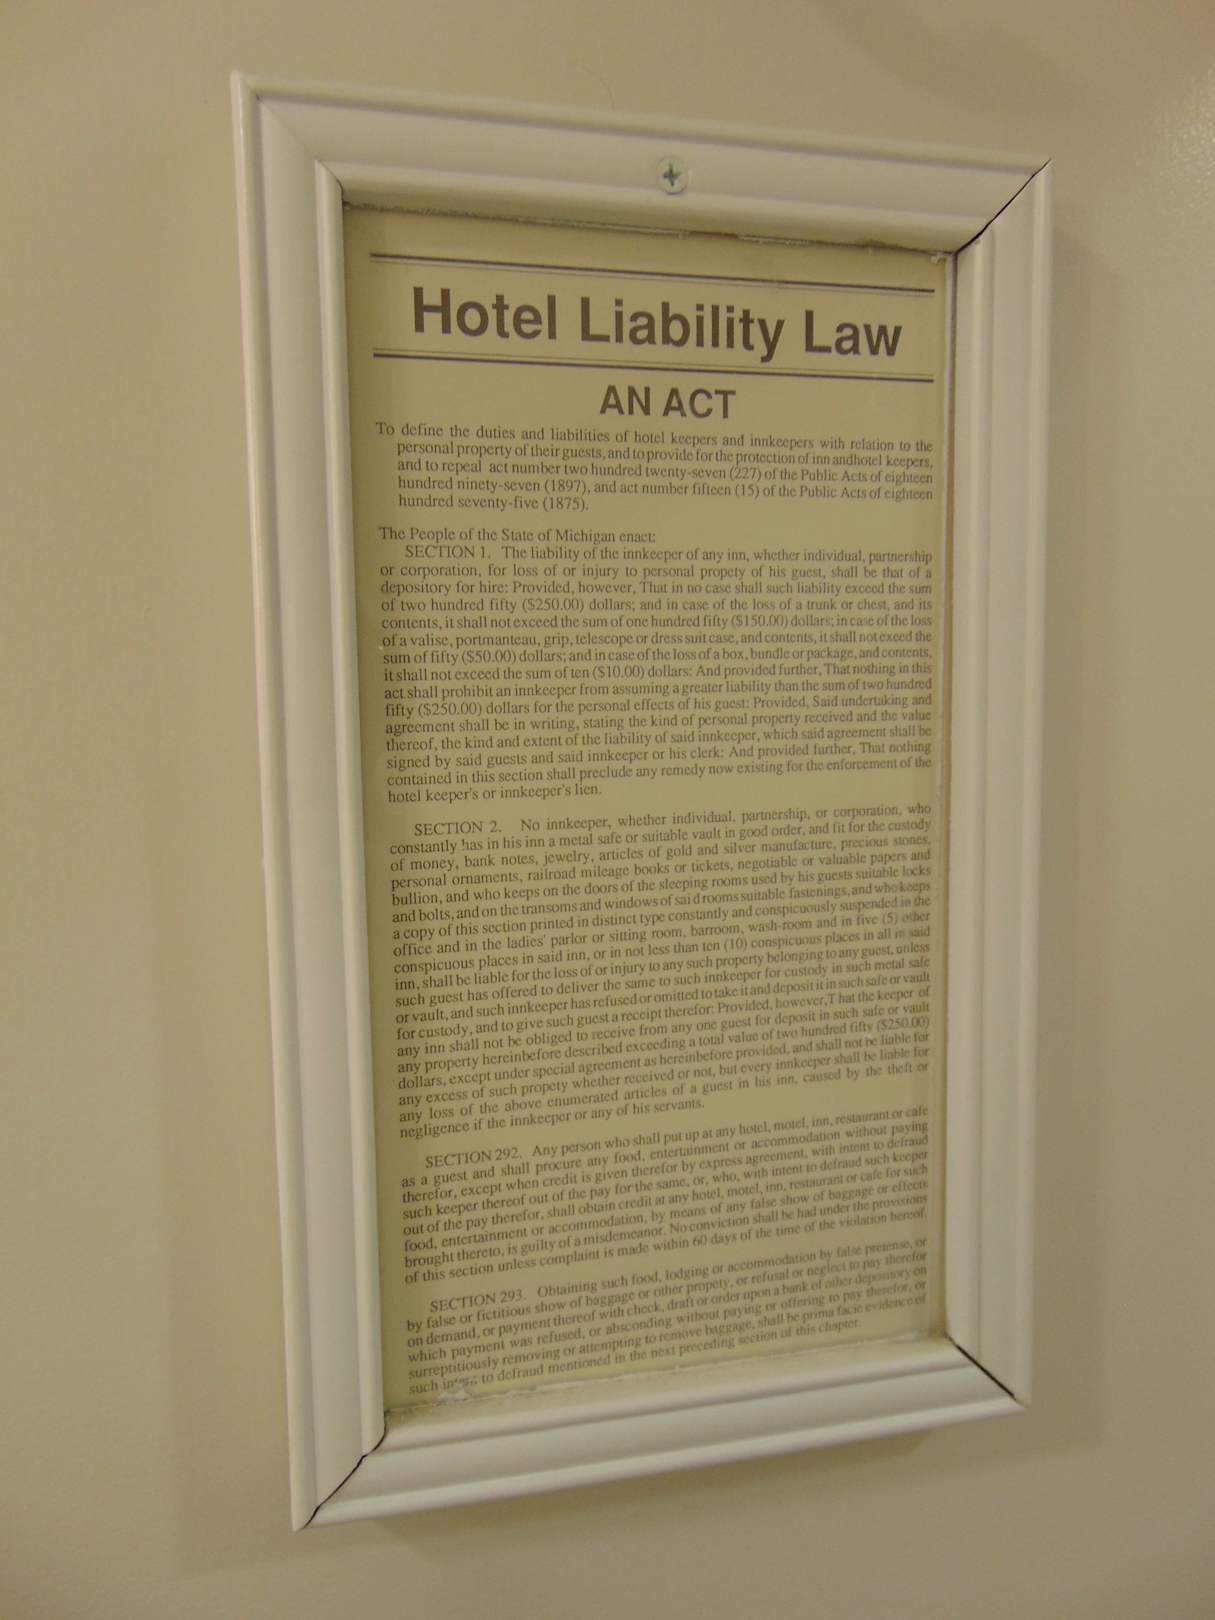 Hotel Liability Law
AN ACT
To define the duties and liabilities of hotel keepers and innkeepers with relation to the
personal property of their guests, and to provide for the protection of inn andhotel keepers,
and to repeal act number two hundred twenty-seven (227) of the Public Acts of eighteen
hundred ninety-seven (1897), and act number fifteen (15) of the Public Acts of eighteen
hundred seventy-five (1875).
The People of the State of Michigan enact:
SECTION 1. The liability of the innkeeper of any inn, whether individual, partnership
or corporation, for loss of or injury to personal propety of his guest, shall be that of a
depository for hire: Provided, however, That in no case shall such liability exceed the sum
of two hundred fifty ($250.00) dollars; and in case of the loss of a trunk or chest, and its
contents, it shall not exceed the sum of one hundred fifty ($150.00) dollars; in case of the loss
of a valise, portmanteau, grip, telescope or dress suit case, and contents, it shall not exeed the
sum of fifty ($50.00) dollars; and in case of the loss of a box, bundle or package, and contents,
it shall not exceed the sum of ten ($10.00) dollars: And provided further, That nothing in this
act shall prohibit an innkeeper from assuming a greater liability than the sum of two hundred
fifty ($250.00) dollars for the personal effects of his guest: Provided, Said undertaking and
agreement shall be in writing, stating the kind of personal property received and the value
thereof, the kind and extent of the liability of said innkeeper, which said agreement shall be
signed by said guests and said innkeeper or his clerk: And provided further, That nothing
contained in this section shall preclude any remedy now existing for the enforcement of the
hotel keeper's or innkeeper's lien.
SECTION 2. No innkeeper, whether individual, partnership, or corporation, who
constantly has in his inn a metal safe or suitable vault in good order, and fit for the custody
of money, bank notes, jewelry, articles of gold and silver manufacture, precious stones,
personal ornaments, railroad mileage books or tickets, negotiable or valuable papers and
bullion, and who keeps on the doors of the sleeping rooms used by his guests suitable locks
and bolts, and on the transoms and windows of said rooms suitable fastenings, and who keeps
a copy of this section printed in distinct type constantly and conspicuously suspended in the
office and in the ladies' parlor or sitting room, barroom, wash-room and in five (5) other
conspicuous places in said inn, or in not less than ten (10) conspicuous places in all in said
inn, shall be liable for the loss of or injury to any such property belonging to any guest, unless
such guest has offered to deliver the same to such innkeeper for custody in such metal safe
or vault, and such innkeeper has refused or omitted to take it and deposit it in such safe or vault
for custody, and to give such guest a receipt therefor: Provided, however,T hat the keeper of
any inn shall not be obliged to receive from any one guest for deposit in such safe or vault
any property hereinbefore described exceeding a total value of two hundred fifty ($250.00)
dollars, except under special agreement as hereinbefore provided, and shall not be liable for
any excess of such propety whether received or not, but every innkeeper shall be liable for
any loss of the above enumerated articles of a guest in his inn, caused by the theft or
negligence if the innkeeper or any of his servants.
SECTION 292. Any person who shall put up at any hotel, motel, inn, restaurant or cafe
as a guest and shall procure any food, entertainment or accommodation without paying
therefor, except when credit is given therefor by express agreement, with intent to defraud
such keeper thereof out of the pay for the same, or, who, with intent to defraud such keeper
out of the pay therefor, shall obtain credit at any hotel, motel, inn, restaurant or cafe for such
food, entertainment or accommodation, by means of any false show of baggage or effects
brought thereto, is guilty of a misdemeanor. No conviction shall be had under the provisions
of this section unless complaint is made within 60 days of the time of the violation hereof.
SECTION 293. Obtaining such food, lodging or accommodation by false pretense, or
by false or fictitious show of baggage or other propety, or refusal or neglect to pay therefor
on demand, or payment thereof with check, draft or order upon a bank of other depository on
which payment was refused, or absconding without paying or offering to pay therefor, or
surreptitiously removing or attempting to remove baggage, shall be prima facie evidence of
such intent to defraud mentioned in the next preceding section of this chapter.